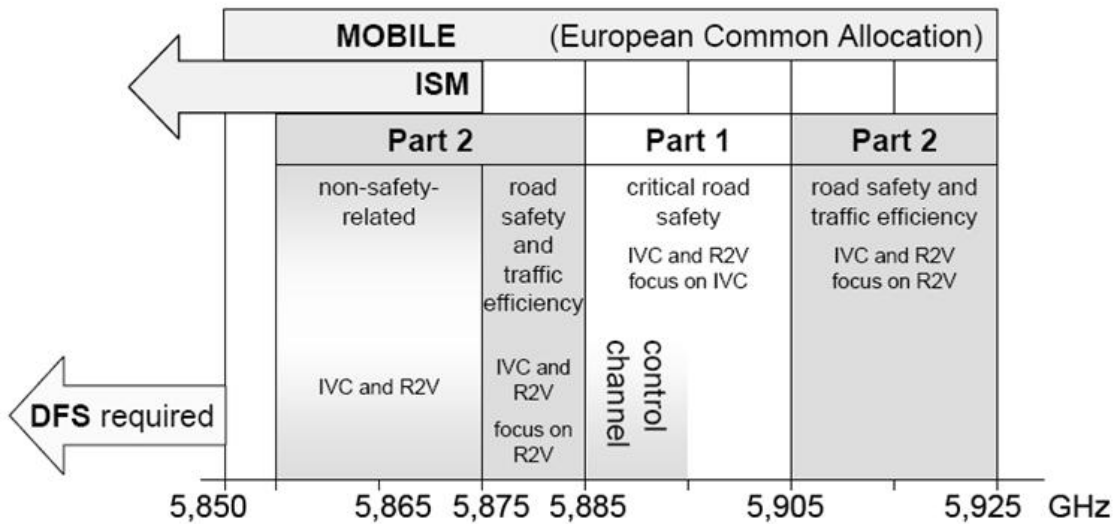 MOBILE (European Common Allocation)
ISM
Part 2 Part 1 Part 2
non-safety-
related
road
safety
and
traffic
efficiency
critical road
safety
IVC and R2V
focus on IVC
road safety and
traffic efficiency
IVC and R2V
focus on R2V
IVC and R2V
IVC and
R2V
focus on
R2V
control
channel
DFS required
5,850 5,865 5,875 5,885 5,905 5,925 GHz